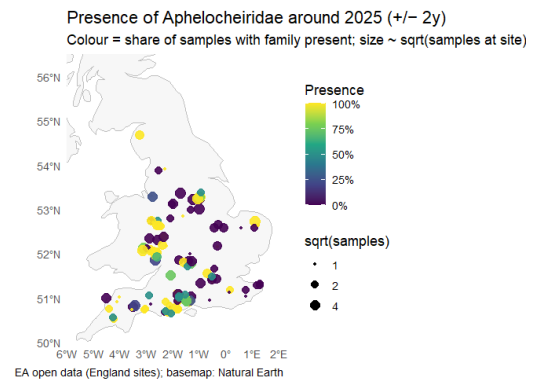 Presence of Aphelocheiridae around 2025 (+/− 2y)
Colour = share of samples with family present; size ~ sqrt(samples at site)
56°N
55°N
54°N
53°N
52°N
51°N
50°N
6°W 5°W 4°W 3°W 2°W 1°W 0° 1°E 2°E
Presence
100%
75%
50%
25%
0%
sqrt(samples)
1
2
4
EA open data (England sites); basemap: Natural Earth